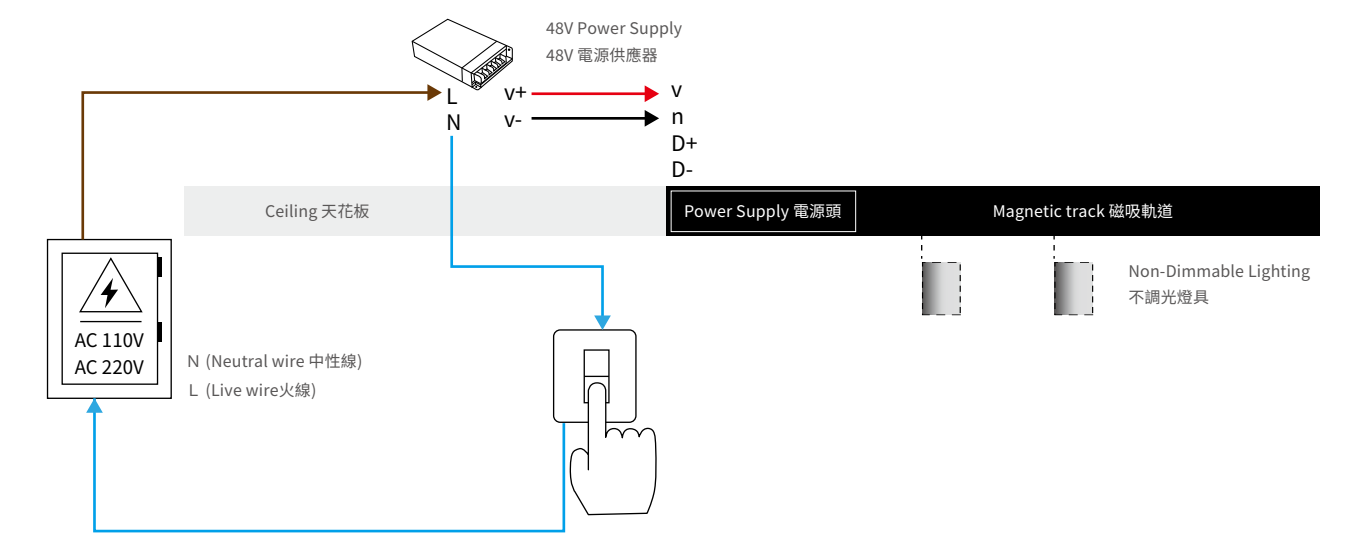 48V Power Supply
48V 電源供應器
L
v+
v
N
v-
n
D+
D-
Ceiling 天花板
Power Supply 電源頭
Magnetic track 磁吸軌道
Non-Dimmable Lighting
不調光燈具
AC 110V
AC 220V
N (Neutral wire 中性線)
L (Live wire火線)